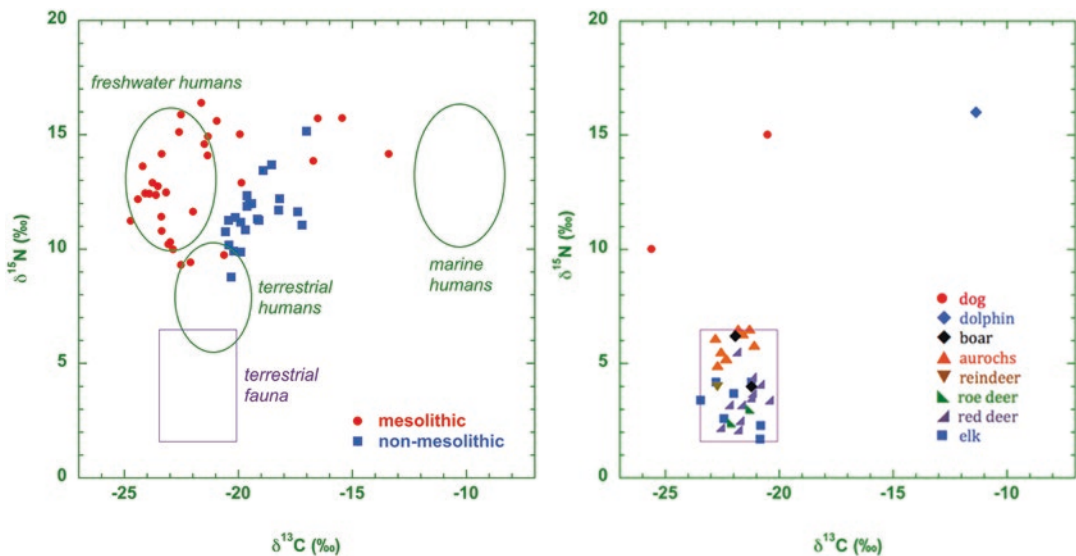 20
15
10
5
0
δ15N (‰)
freshwater humans
terrestrial
humans
marine
humans
terrestrial
fauna
mesolithic
non-mesolithic
-25
-20
-15
-10
δ13C (‰)
20
15
10
5
0
δ15N (‰)
dog
dolphin
boar
aurochs
reindeer
roe deer
red deer
elk
-25
-20
-15
-10
δ13C (‰)